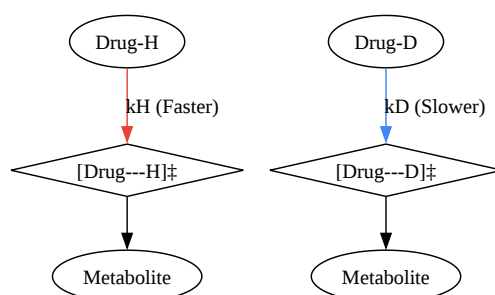 Drug-H
Drug-D
kH (Faster)
kD (Slower)
[Drug---H]‡
[Drug---D]‡
Metabolite
Metabolite